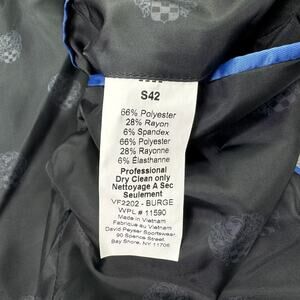 S42
66% Polyester
28% Rayon
6% Spandex
66% Polyester
28% Rayonne
6% Élasthanne
Professional
Dry Clean only
Nettoyage A Sec
Seulement
VF2202 - BURGE
WPL # 11590
Made in Vietnam
Fabrique au Vietnam
David Peyser Sportswear
90 Spence Street
Bay Shore, NY 11706